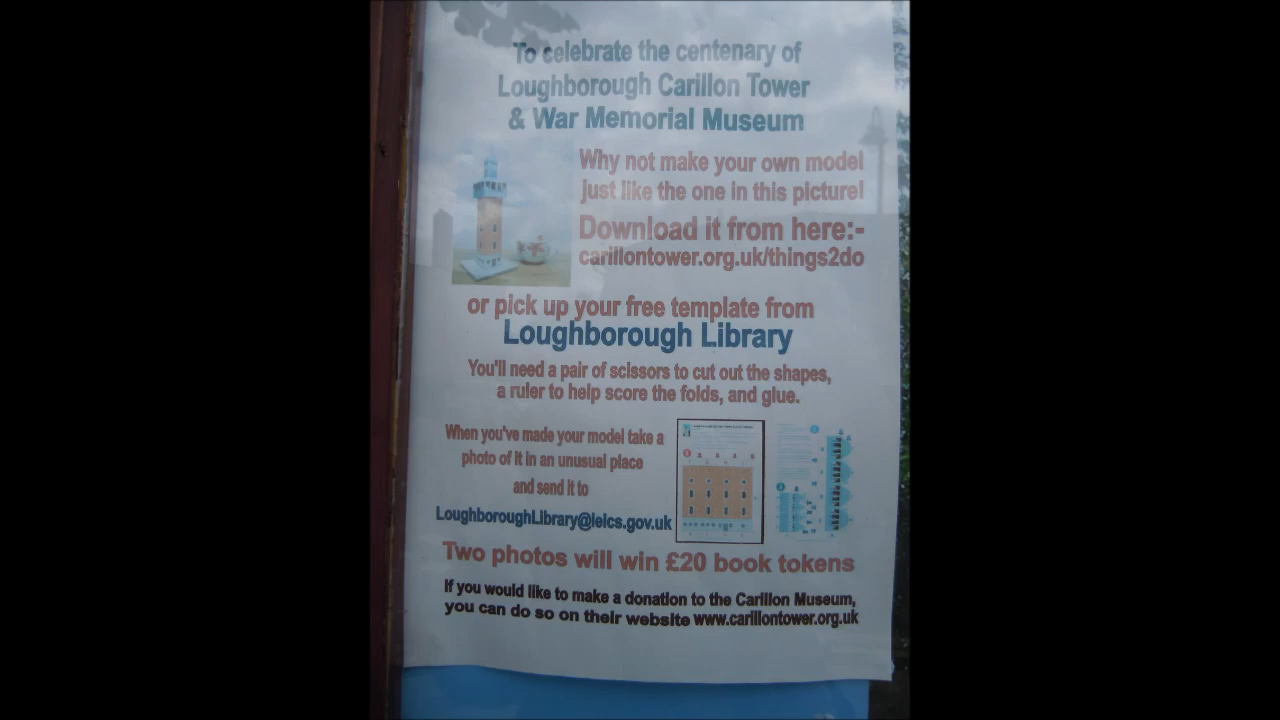 To celebrate the centenary of
Loughborough Carillon Tower
& War Memorial Museum
Why not make your own model
just like the one in this picture!
Download it from here:-
carillontower.org.uk/things2do
or pick up your free template from
Loughborough Library
You'll need a pair of scissors to cut out the shapes,
a ruler to help score the folds, and glue.
When you've made your model take a
photo of it in an unusual place
and send it to
LoughboroughLibrary@leics.gov.uk
Two photos will win £20 book tokens
If you would like to make a donation to the Carillon Museum,
you can do so on their website www.carillontower.org.uk